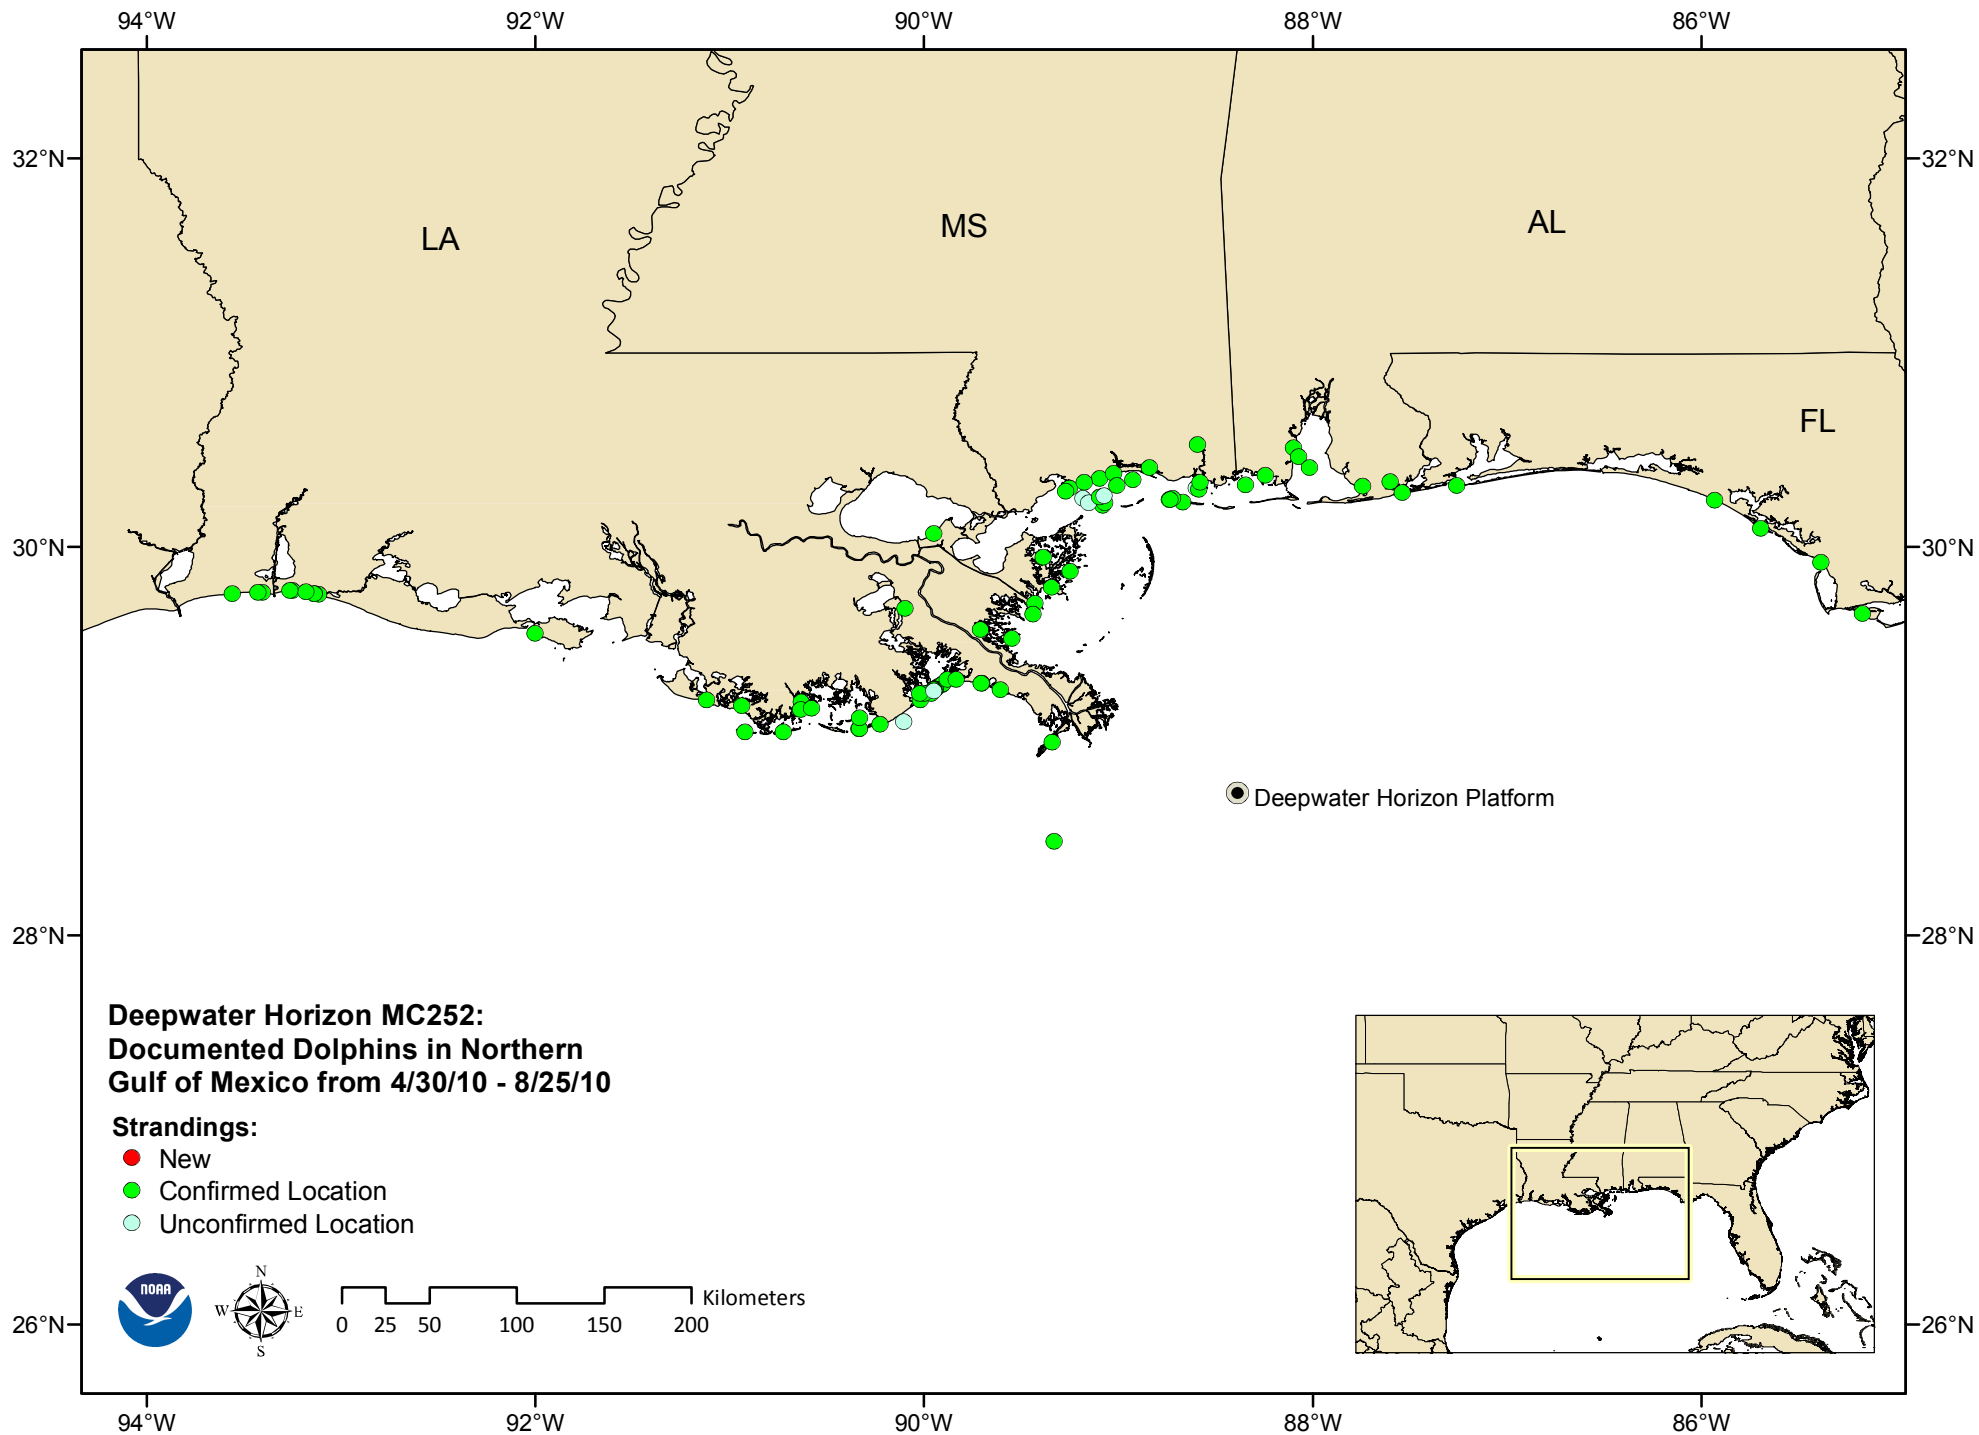 94°W 92°W 90°W 88°W 86°W
32°N 32°N
LA MS AL
FL
30°N 30°N
Deepwater Horizon Platform
28°N 28°N
Deepwater Horizon MC252:
Documented Dolphins in Northern
Gulf of Mexico from 4/30/10 - 8/25/10
Strandings:
New
Confirmed Location
Unconfirmed Location
NOAA
N
W E
S
Kilometers
0 25 50 100 150 200
26°N 26°N
94°W 92°W 90°W 88°W 86°W